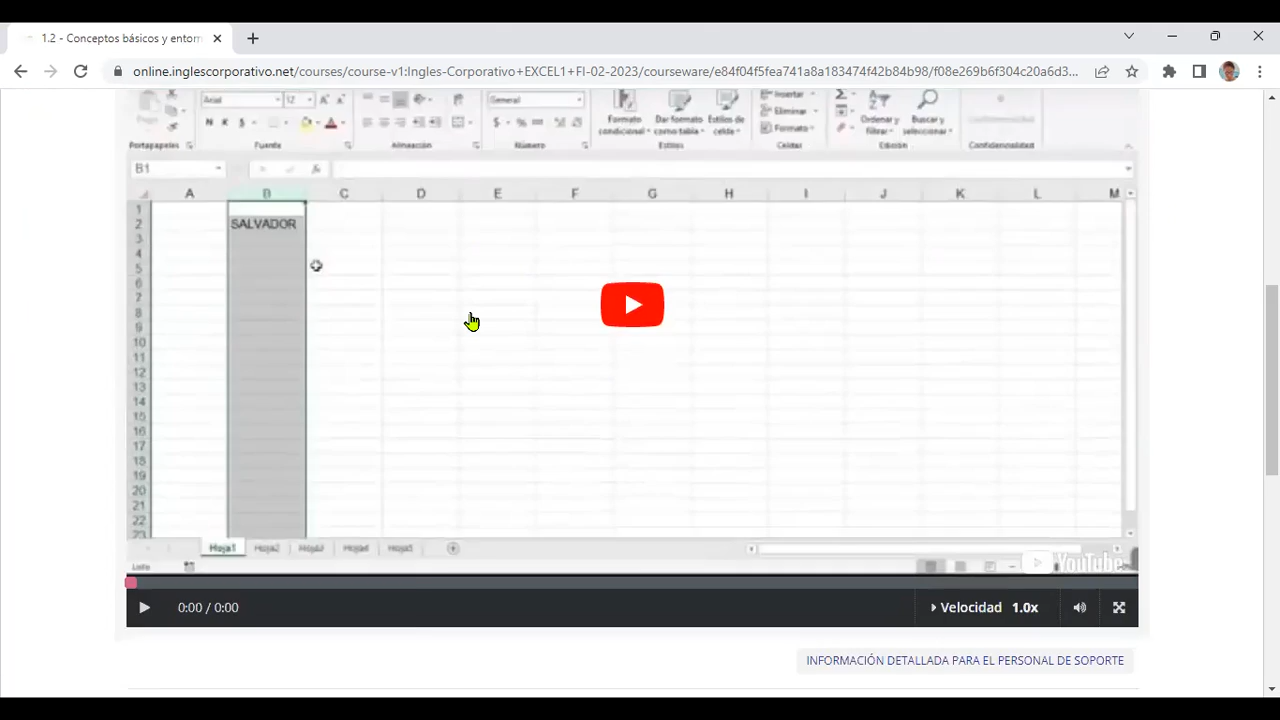 1.2 - Conceptos básicos y entorn
online.inglescorporativo.net/courses/course-v1:Ingles-Corporativo+EXCEL1+FI-02-2023/courseware/e84f04f5fea741a8a183474f42b84b98/f08e269b6f304c20a6d3...
Arial 12 General Insertar
Eliminar
Formato condicional Dar formato como tabla Estilos de celda Formato Ordenar y filtrar Buscar y seleccionar
Portapapeles Fuente Alineación Número Estilos Celdas Edición Confidencialidad
B1
A B C D E F G H I J K L M
1
2 SALVADOR
3
4
5
6
7
8
9
10
11
12
13
14
15
16
17
18
19
20
21
22
23
Hoja1 Hoja2 Hoja3 Hoja4 Hoja5
Listo
YouTube
0:00 / 0:00 Velocidad 1.0x
INFORMACIÓN DETALLADA PARA EL PERSONAL DE SOPORTE